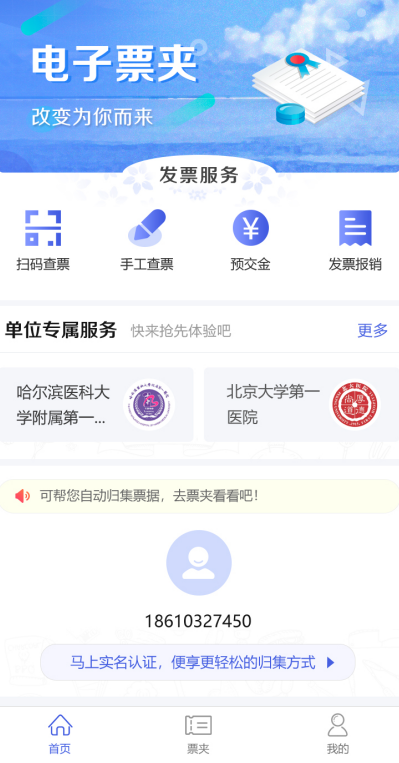 电子票夹
改变为你而来
发票服务
扫码查票
手工查票
预交金
发票报销
单位专属服务
快来抢先体验吧
更多
哈尔滨医科大
学附属第一...
北京大学第一
医院
可帮您自动归集票据，去票夹看看吧！
18610327450
马上实名认证，便享更轻松的归集方式
首页
票夹
我的